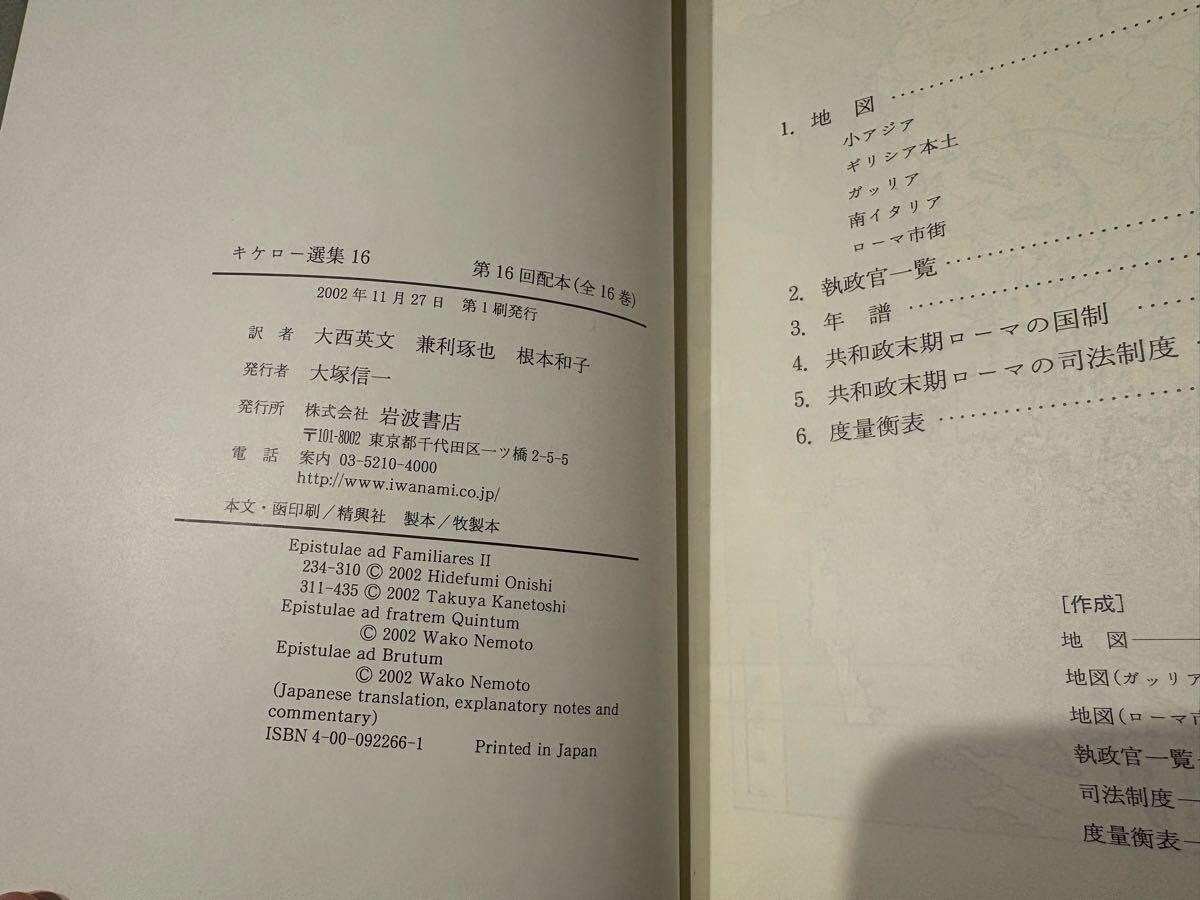 キケロー選集 16
第16回配本(全16巻)
2002年11月27日 第1刷発行
訳 者 大西英文 兼利琢也 根本和子
発行者 大塚信一
発行所 株式会社 岩波書店
〒101-8002 東京都千代田区一ツ橋2-5-5
電 話 案内 03-5210-4000
http://www.iwanami.co.jp/
本文・函印刷/精興社 製本/牧製本
Epistulae ad Familiares II
234-310 © 2002 Hidefumi Onishi
311-435 © 2002 Takuya Kanetoshi
Epistulae ad fratrem Quintum
© 2002 Wako Nemoto
Epistulae ad Brutum
© 2002 Wako Nemoto
(Japanese translation, explanatory notes and
commentary)
ISBN 4-00-092266-1 Printed in Japan
1. 地 図
小アジア
ギリシア本土
ガッリア
南イタリア
ローマ市街
2. 執政官一覧
3. 年 譜
4. 共和政末期ローマの国制
5. 共和政末期ローマの司法制度
6. 度量衡表
[作成]
地 図
地図(ガッリア
地図(ローマ市
執政官一覧
司法制度
度量衡表